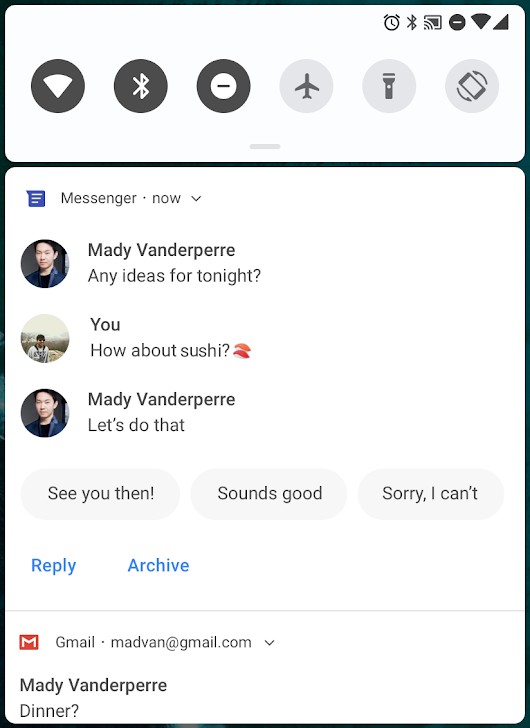 Messenger · now
Mady Vanderperre
Any ideas for tonight?
You
How about sushi?🍣
Mady Vanderperre
Let’s do that
See you then! Sounds good Sorry, I can’t
Reply Archive
Gmail · madvan@gmail.com
Mady Vanderperre
Dinner?